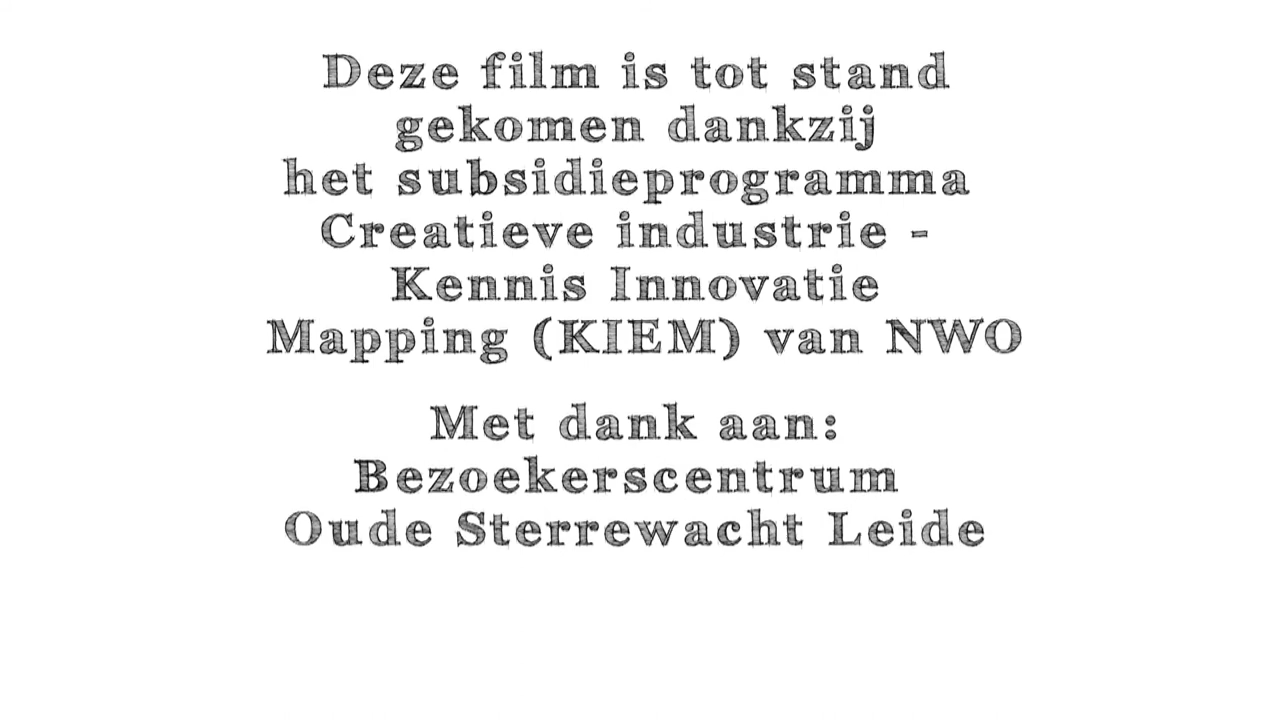 Deze film is tot stand
gekomen dankzij
het subsidieprogramma
Creatieve industrie -
Kennis Innovatie
Mapping (KIEM) van NWO
Met dank aan:
Bezoekerscentrum
Oude Sterrewacht Leide